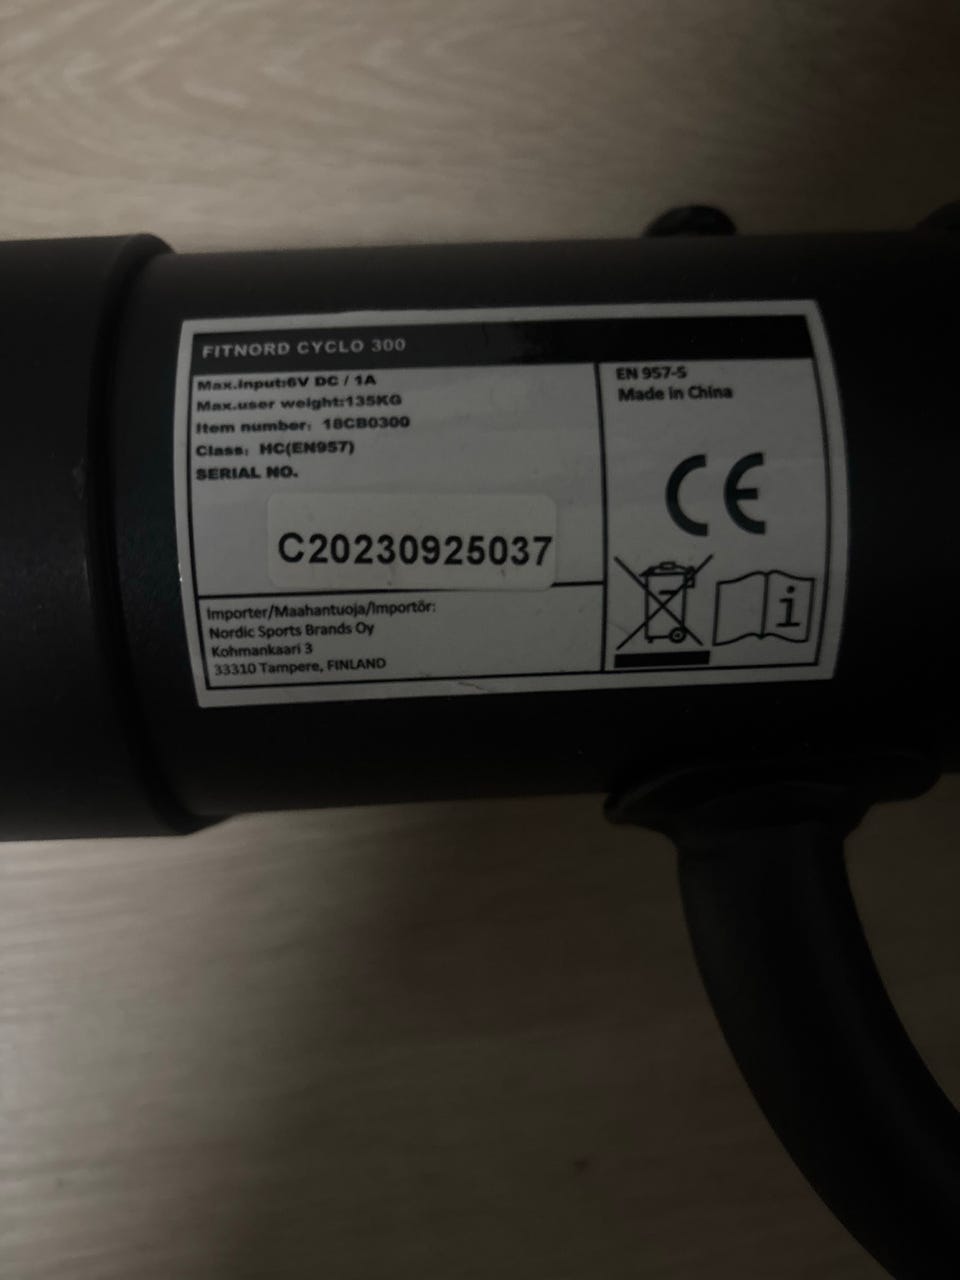 FITNORD CYCLO 300
Max.input:6V DC / 1A
Max.user weight:135KG
Item number: 18CB0300
Class: HC(EN957)
SERIAL NO.
C20230925037
Importer/Maahantuoja/Importör:
Nordic Sports Brands Oy
Kohmankaari 3
33310 Tampere, FINLAND
EN 957-5
Made in China
CE
i